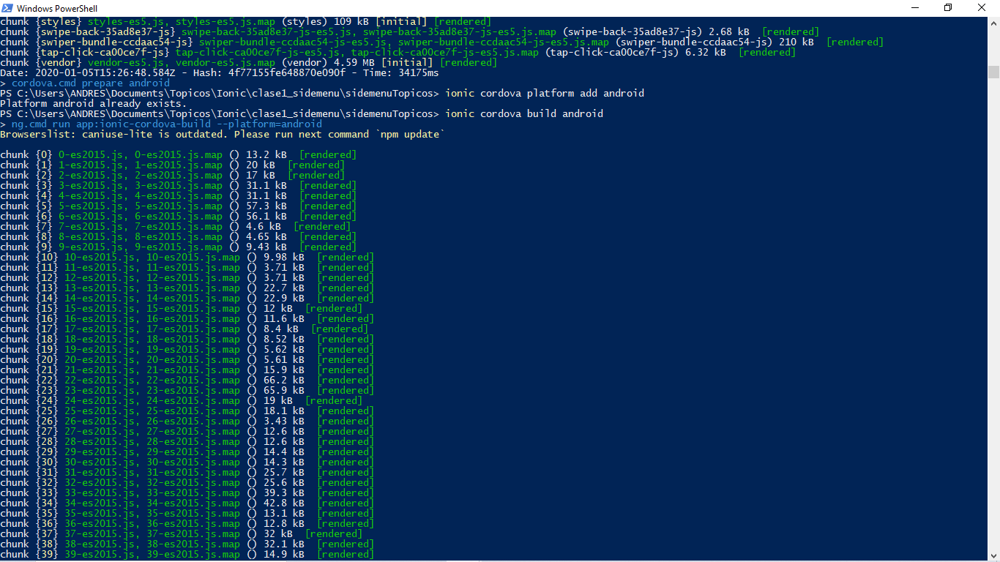 Windows PowerShell
chunk {styles} styles-es5.js, styles-es5.js.map (styles) 109 kB [initial] [rendered]
chunk {swipe-back-35ad8e37-js} swipe-back-35ad8e37-js-es5.js, swipe-back-35ad8e37-js-es5.js.map (swipe-back-35ad8e37-js) 2.68 kB  [rendered]
chunk {swiper-bundle-ccdaac54-js} swiper-bundle-ccdaac54-js-es5.js, swiper-bundle-ccdaac54-js-es5.js.map (swiper-bundle-ccdaac54-js) 210 kB  [rendered]
chunk {tap-click-ca00ce7f-js} tap-click-ca00ce7f-js-es5.js, tap-click-ca00ce7f-js-es5.js.map (tap-click-ca00ce7f-js) 6.32 kB  [rendered]
chunk {vendor} vendor-es5.js, vendor-es5.js.map (vendor) 4.59 MB [initial] [rendered]
Date: 2020-01-05T15:26:48.584Z - Hash: 4f77155fe648870e090f - Time: 34175ms
> cordova.cmd prepare android
PS C:\Users\ANDRES\Documents\Topicos\Ionic\clase1_sidemenu\sidemenuTopicos> ionic cordova platform add android
Platform android already exists.
PS C:\Users\ANDRES\Documents\Topicos\Ionic\clase1_sidemenu\sidemenuTopicos> ionic cordova build android
> ng.cmd run app:ionic-cordova-build --platform=android
Browserslist: caniuse-lite is outdated. Please run next command `npm update`
chunk {0} 0-es2015.js, 0-es2015.js.map () 13.2 kB  [rendered]
chunk {1} 1-es2015.js, 1-es2015.js.map () 20 kB  [rendered]
chunk {2} 2-es2015.js, 2-es2015.js.map () 17 kB  [rendered]
chunk {3} 3-es2015.js, 3-es2015.js.map () 31.1 kB  [rendered]
chunk {4} 4-es2015.js, 4-es2015.js.map () 31.1 kB  [rendered]
chunk {5} 5-es2015.js, 5-es2015.js.map () 57.3 kB  [rendered]
chunk {6} 6-es2015.js, 6-es2015.js.map () 56.1 kB  [rendered]
chunk {7} 7-es2015.js, 7-es2015.js.map () 4.6 kB  [rendered]
chunk {8} 8-es2015.js, 8-es2015.js.map () 4.65 kB  [rendered]
chunk {9} 9-es2015.js, 9-es2015.js.map () 9.43 kB  [rendered]
chunk {10} 10-es2015.js, 10-es2015.js.map () 9.98 kB  [rendered]
chunk {11} 11-es2015.js, 11-es2015.js.map () 3.71 kB  [rendered]
chunk {12} 12-es2015.js, 12-es2015.js.map () 3.71 kB  [rendered]
chunk {13} 13-es2015.js, 13-es2015.js.map () 22.7 kB  [rendered]
chunk {14} 14-es2015.js, 14-es2015.js.map () 22.9 kB  [rendered]
chunk {15} 15-es2015.js, 15-es2015.js.map () 12 kB  [rendered]
chunk {16} 16-es2015.js, 16-es2015.js.map () 11.6 kB  [rendered]
chunk {17} 17-es2015.js, 17-es2015.js.map () 8.4 kB  [rendered]
chunk {18} 18-es2015.js, 18-es2015.js.map () 8.52 kB  [rendered]
chunk {19} 19-es2015.js, 19-es2015.js.map () 5.62 kB  [rendered]
chunk {20} 20-es2015.js, 20-es2015.js.map () 5.61 kB  [rendered]
chunk {21} 21-es2015.js, 21-es2015.js.map () 15.9 kB  [rendered]
chunk {22} 22-es2015.js, 22-es2015.js.map () 66.2 kB  [rendered]
chunk {23} 23-es2015.js, 23-es2015.js.map () 65.9 kB  [rendered]
chunk {24} 24-es2015.js, 24-es2015.js.map () 19 kB  [rendered]
chunk {25} 25-es2015.js, 25-es2015.js.map () 18.1 kB  [rendered]
chunk {26} 26-es2015.js, 26-es2015.js.map () 3.43 kB  [rendered]
chunk {27} 27-es2015.js, 27-es2015.js.map () 12.6 kB  [rendered]
chunk {28} 28-es2015.js, 28-es2015.js.map () 12.6 kB  [rendered]
chunk {29} 29-es2015.js, 29-es2015.js.map () 14.4 kB  [rendered]
chunk {30} 30-es2015.js, 30-es2015.js.map () 14.3 kB  [rendered]
chunk {31} 31-es2015.js, 31-es2015.js.map () 25.7 kB  [rendered]
chunk {32} 32-es2015.js, 32-es2015.js.map () 25.6 kB  [rendered]
chunk {33} 33-es2015.js, 33-es2015.js.map () 39.3 kB  [rendered]
chunk {34} 34-es2015.js, 34-es2015.js.map () 42.8 kB  [rendered]
chunk {35} 35-es2015.js, 35-es2015.js.map () 13.1 kB  [rendered]
chunk {36} 36-es2015.js, 36-es2015.js.map () 12.8 kB  [rendered]
chunk {37} 37-es2015.js, 37-es2015.js.map () 32 kB  [rendered]
chunk {38} 38-es2015.js, 38-es2015.js.map () 32.1 kB  [rendered]
chunk {39} 39-es2015.js, 39-es2015.js.map () 14.9 kB  [rendered]